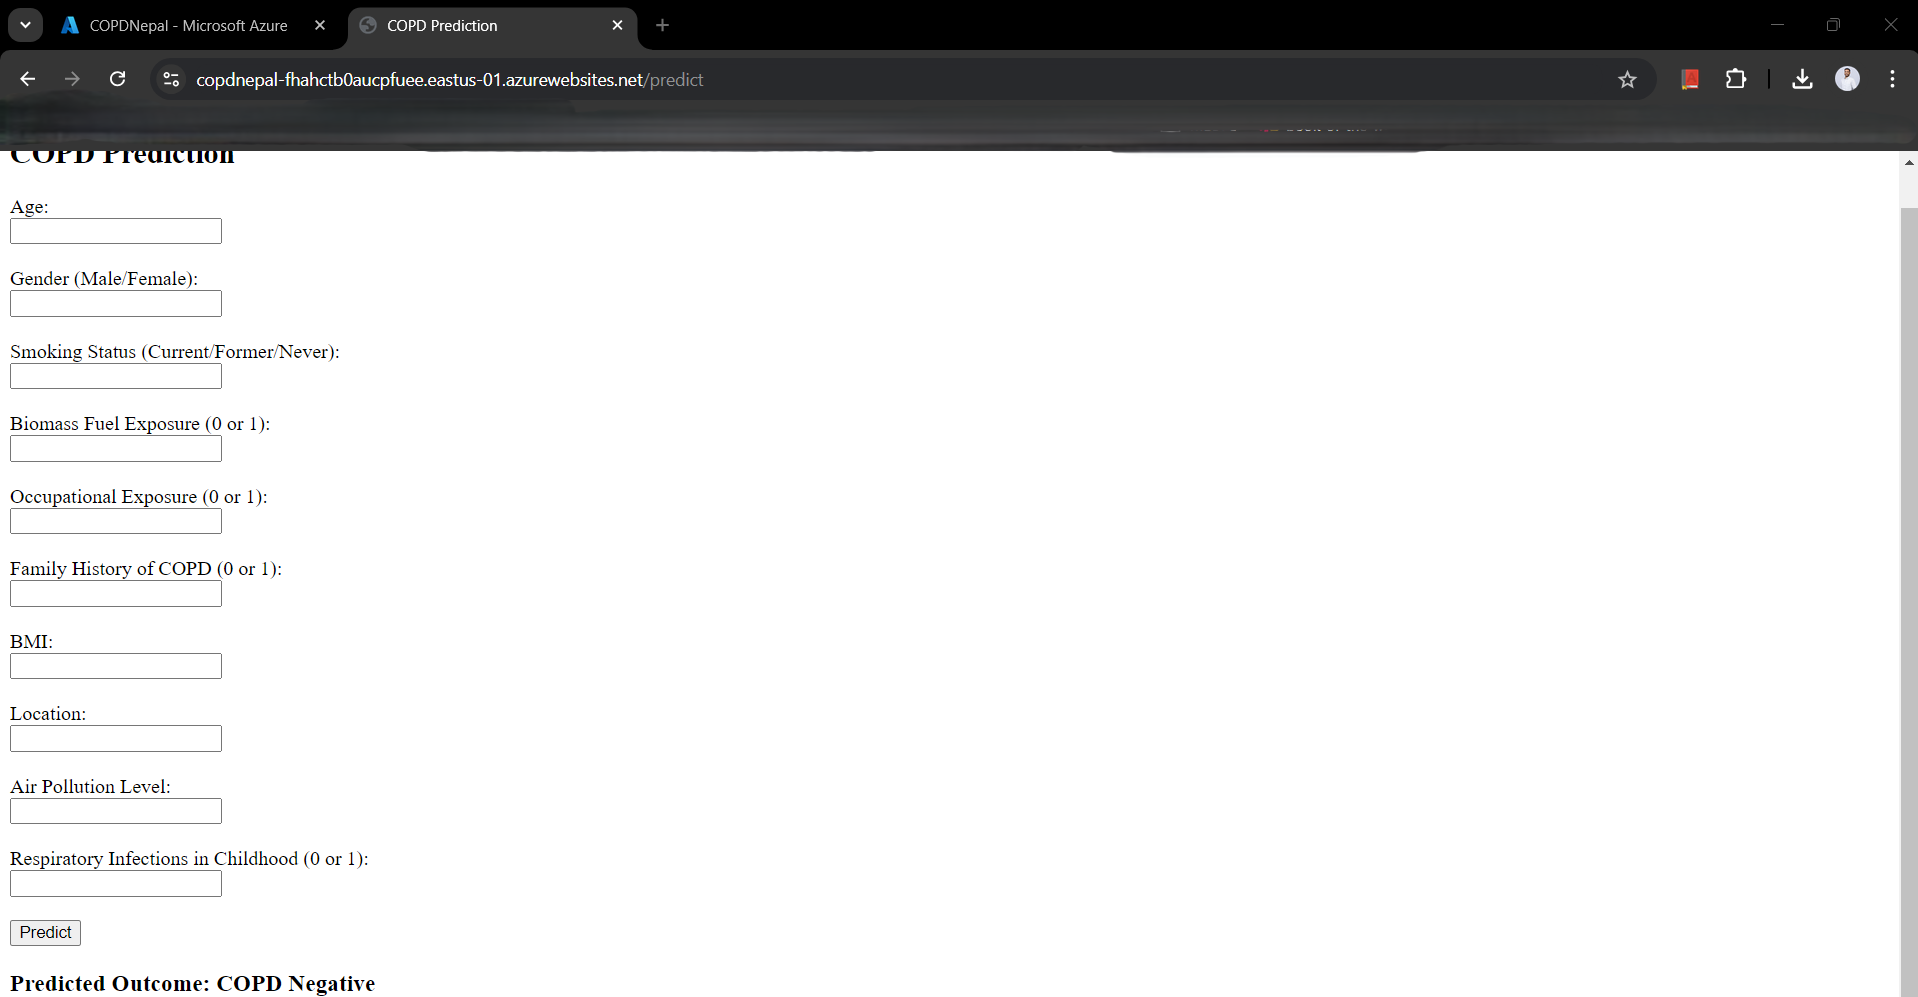 COPDNepal - Microsoft Azure
COPD Prediction
copdnepal-fhahctb0aucpfuee.eastus-01.azurewebsites.net/predict
COPD Prediction
Age:
Gender (Male/Female):
Smoking Status (Current/Former/Never):
Biomass Fuel Exposure (0 or 1):
Occupational Exposure (0 or 1):
Family History of COPD (0 or 1):
BMI:
Location:
Air Pollution Level:
Respiratory Infections in Childhood (0 or 1):
Predict
Predicted Outcome: COPD Negative